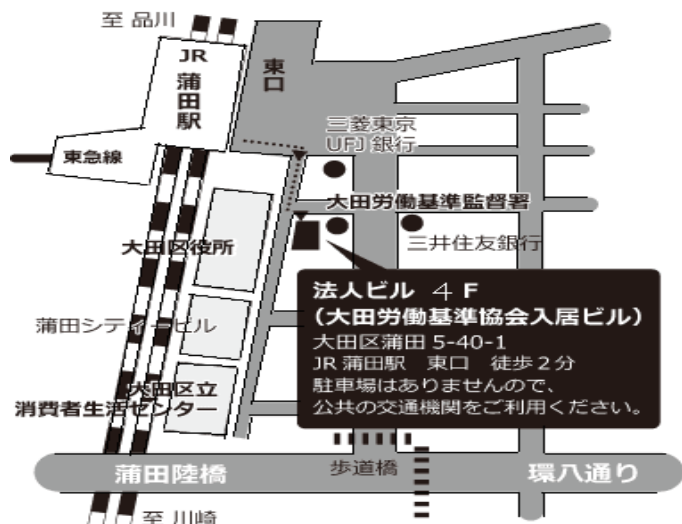 至 品川
JR
蒲田駅
東口
三菱東京
UFJ 銀行
東急線
大田労働基準監督署
三井住友銀行
大田区役所
法人ビル 4 F
(大田労働基準協会入居ビル)
大田区蒲田 5-40-1
JR 蒲田駅 東口 徒歩 2 分
駐車場はありませんので、
公共の交通機関をご利用ください。
蒲田シティービル
大田区立
消費者生活センター
蒲田陸橋
歩道橋
環八通り
至 川崎